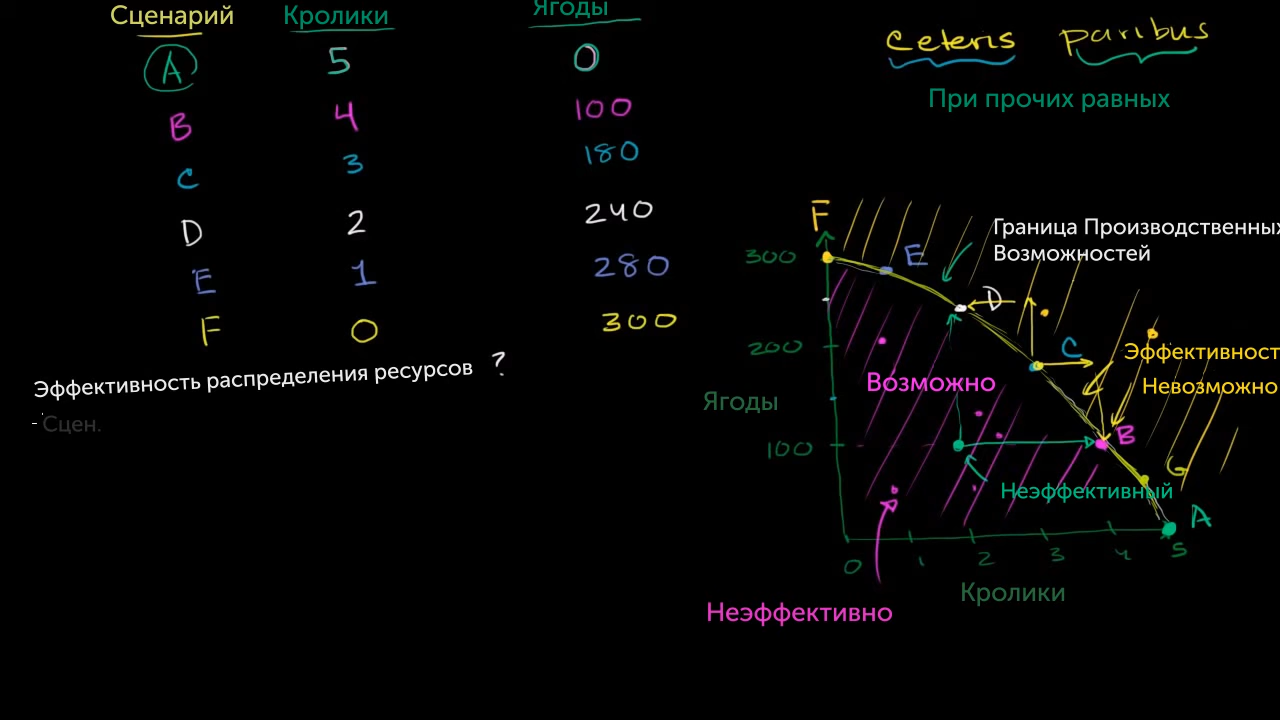 Сценарий Кролики Ягоды
A 5 0
B 4 100
C 3 180
D 2 240
E 1 280
F 0 300
Эффективность распределения ресурсов ?
- Сцен.
ceteris paribus
При прочих равных
F
Граница Производственных
Возможностей
300
E
D
200
C
Эффективност
Невозможно
Возможно
Ягоды
100
B
G
Неэффективный
A
0 1 2 3 4 5
Кролики
Неэффективно